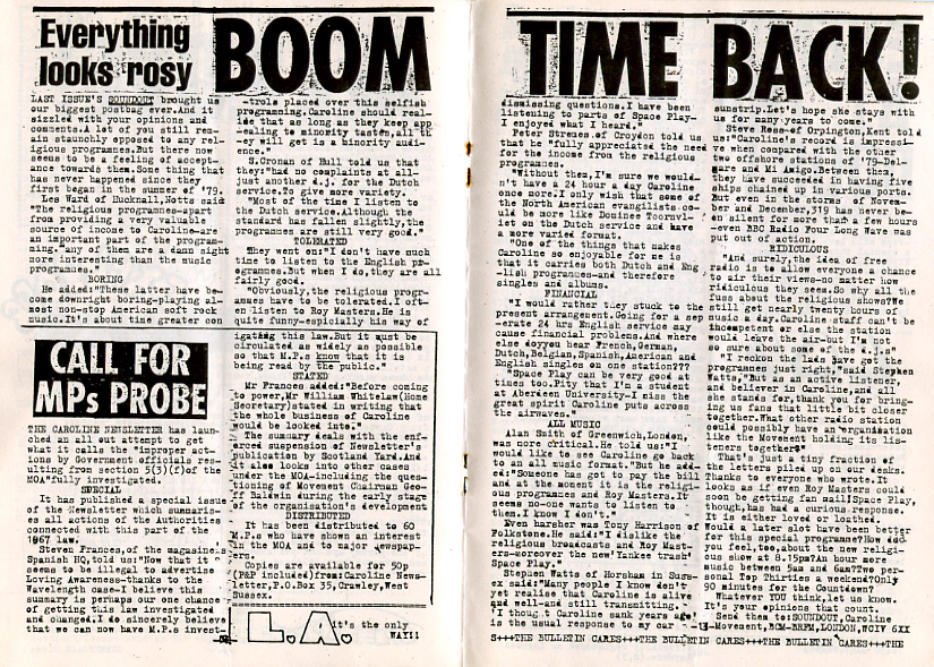 Everything
looks rosy
BOOM TIME BACK!
LAST ISSUE'S SOUNDOUT brought us
our biggest postbag ever.And it
sizzled with your opinions and
comments.A lot of you still rem-
ain staunchly opposed to any rel-
igious programmes.But there now
seems to be a feeling of accept-
ance towards them.Some thing that
has never happened since they
first began in the summer of '79.
Les Ward of Hucknall,Notts said
"The religious programmes-apart
from providing a very valuable
source of income to Caroline-are
an important part of the program-
ming.Many of them are a damn sight
more interesting than the music
programmes."
BORING
He added:"These latter have be-
come downright boring-playing al-
most non-stop American soft rock
music.It's about time greater con
-trols placed over this selfish
programing.Caroline should real-
ide that as long as they keep app
-ealing to minority tastes,all th
-ey will get is a minority audi-
ence."
S.Cronan of Hull told us that
they:"had no complaints at all-
just another d.j. for the Dutch
service.To give more variety.
"Most of the time I listen to
the Dutch service.Although the
standard has fallen slightly,the
programes are still very good."
TOLERATED
They went on:"I don't have much
time to listen to the English pr-
ogrammes.But when I do,they are all
fairly good.
"Obviously,the religious progr-
ammes have to be tolerated.I oft-
en listen to Roy Masters.He is
quite funny-espicially his way of
CALL FOR
MPs PROBE
THE CAROLINE NEWSLETTER has laun-
ched an all out attempt to get
what it calls the "improper act-
ions by Government officials res-
ulting from section 5(3)(f)of the
MOA"fully investigated.
SPECIAL
It has published a special issue
of the Newsletter which summaris-
es all actions of the Authorities
connected with this part of the
1967 law.
Steven Frances,of the magazine's
Spanish HQ,told us:"Now that it
seems to be illegal to advertise
Loving Awareness-thanks to the
Wavelength case-I believe this
summary is perhaps our one chance
of getting this law investigated
and changed.I do sincerely believe
that we can now have M.P.s invest-
igating this law.But it must be
circulated as widely as possible
so that M.P.s know that it is
being read by the public."
STATED
Mr Frances added:"Before coming
to power,Mr William Whitelaw(Home
Secretary)stated in writing that
the whole business of Caroline
would be looked into."
The summary deals with the enf-
orced suspension of Newsletter's
publication by Scotland Yard.And
it also looks into other cases
under the MOA-including the ques-
tioning of Movement Chairman Geo-
ff Baldwin during the early stage
of the organisation's development
DISTRIBUTED
It has been distributed to 60
M.P.s who have shown an interest
in the MOA and to major newspap-
ers.
Copies are available for 50p
(P&P included)from:Caroline News-
letter,P.O.Box 35,Crawley,West
Sussex.
L.A. it's the only
WAY!!
dismissing questions.I have been
listening to parts of Space Play-
I enjoyed what I heard."
Peter Streues of Croydon told us
that he "fully appreciated the need
for the income from the religious
programes.
"Without them,I'm sure we would-
n't have a 24 hour a day Caroline
once more.I only wish that some of
the North American evangilists co-
uld be more like Dominee Toornvl-
iet on the Dutch service and have
a more varied format.
"One of the things that makes
Caroline so enjoyable for me is
that it carries both Dutch and Eng
-lish programmes-and therefore
singles and albums.
FINANCIAL
"I would rather they stuck to the
present arrangement.Going for a sep
-erate 24 hrs English service may
cause financial problems.And where
else doyyou hear French,German,
Dutch,Belgian,Spanish,American and
English singles on one station???
"Space Play can be very good at
times too.Pity that I'm a student
at Aberdeen University-I miss the
great spirit Caroline puts across
the airwaves."
ALL MUSIC
Alan Smith of Greenwich,London,
was more critical.He told us:"I
would like to see Caroline go back
to an all music format."But he add-
ed:"Someone has got to pay the bill
and at the moment it is the relig-
ious programmes and Roy Masters.It
seems no-one wants to listen to
them.I know I don't."
Even harsher was Tony Harrison of
Folkstone.He said:"I dislike the
religious broadcasts and Roy Mast-
ers-moreover the new'Yankee trash'
Space Play."
Stephen Watts of Horsham in Suss-
ex said:"Many people I know don't
yet realise that Caroline is alive
and well-and still transmitting.
'I though t Caroline sank years ago'
is the usual response to my car
sunstrip.Let's hope she stays with
us for many years to come.
Steve Ress of Orpington,Kent told
us:"Caroline's record is impressi-
ve when compared with the other
two offshore stations of '79-Del-
mare and Mi Amigo.Between them,
they have succeeded in having five
ships chained up in various ports.
But even in the storms of Novem-
ber and December,319 has never be-
en silent for more than a few hours
-even BBC Radio Four Long Wave was
put out of action.
RIDICULOUS
"And surely,the idea of free
radio is to allow everyone a chance
to air their views-no matter how
ridiculous they seem.So why all the
fuss about the religious shows?We
still get nearly twenty hours of
music a day.Caroline staff can't be
incompetent or else the station
would leave the air-but I'm not
so sure about some of the d.j.s"
"I reckon the lads have got the
programmes just right,"said Stephen
Watts,"But as an active listener,
and believer in Caroline,and all
she stands for,thank you for bring-
ing us fans that little bit closer
together.What other radio station
could possibly have an organisation
like the Movement holding its lis-
teners together?
That's just a tiny fraction of
the letters piled up on our desks.
Thanks to everyone who wrote.It
looks as if even Roy Masters could
soon be getting fan mail!Space Play,
though,has had a curious response.
It is either loved or loathed.
Would a later slot have been better
for this special programme?How do
you feel,too,about the new religi-
ous show at 8.15pm?An hour more
music between 5am and 6am?Two per-
sonal Top Thirties a weekend?Only
90 minutes for the Countdown?
Whatever YOU think,let us know.
It's your opinions that count.
Send them to:SOUNDOUT,Caroline
Movement,BCM-BRFM,LONDON,WC1V 6XX
-13-
S+++THE BULLETIN CARES+++THE BULLETIN CARES+++THE BULLETIN CARES+++THE